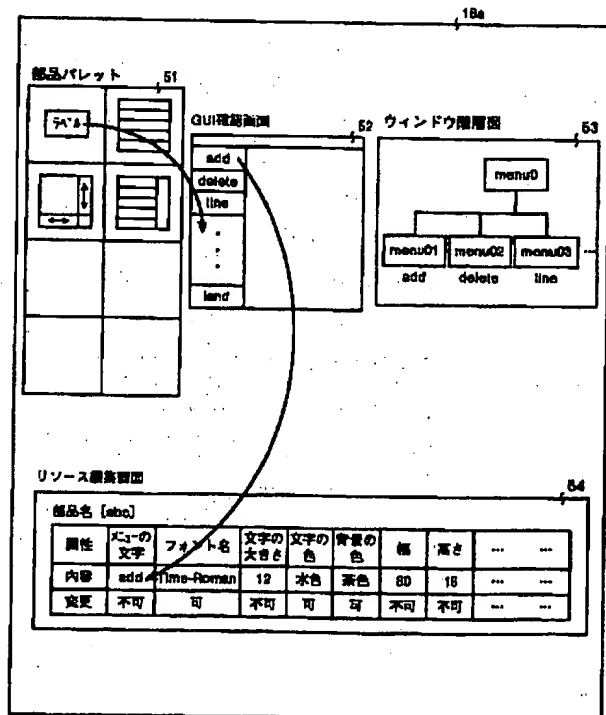 18a
部品パレット 51
ラベル
GUI確認画面 52
add
delete
line
land
ウィンドウ階層図 53
menu0
menu01 menu02 menu03 ...
add delete line
リソース編集画面 54
部品名 [abc]
属性 メニューの文字 フォント名 文字の大きさ 文字の色 背景の色 幅 高さ … …
内容 add Time-Roman 12 水色 茶色 80 16 … …
変更 不可 可 不可 可 可 不可 不可 … …